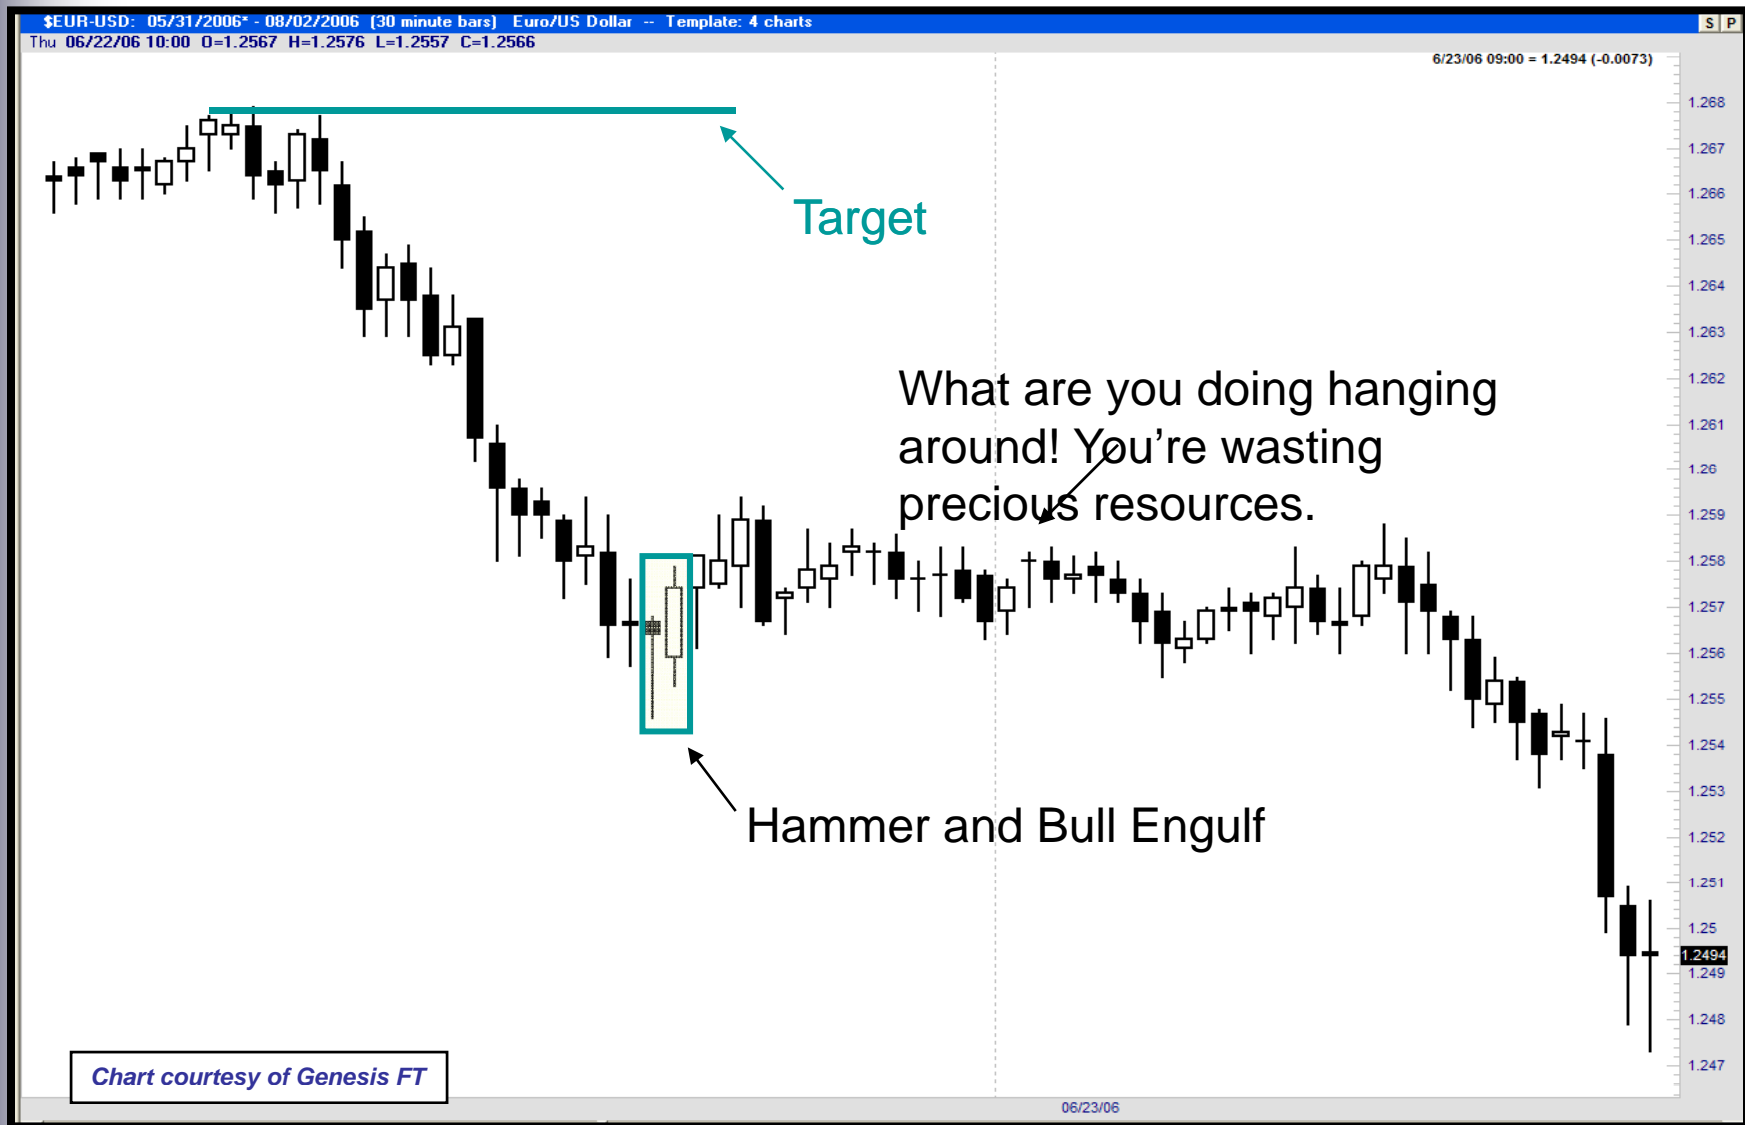 $EUR-USD: 05/31/2006* - 08/02/2006 (30 minute bars) Euro/US Dollar -- Template: 4 charts
S P
Thu 06/22/06 10:00 O=1.2567 H=1.2576 L=1.2557 C=1.2566
6/23/06 09:00 = 1.2494 (-0.0073)
1.268
1.267
1.266
Target
1.265
1.264
1.263
What are you doing hanging
around! You’re wasting
precious resources.
1.262
1.261
1.26
1.259
1.258
1.257
1.256
1.255
1.254
1.253
Hammer and Bull Engulf
1.252
1.251
1.25
1.2494
1.249
1.248
1.247
Chart courtesy of Genesis FT
06/23/06